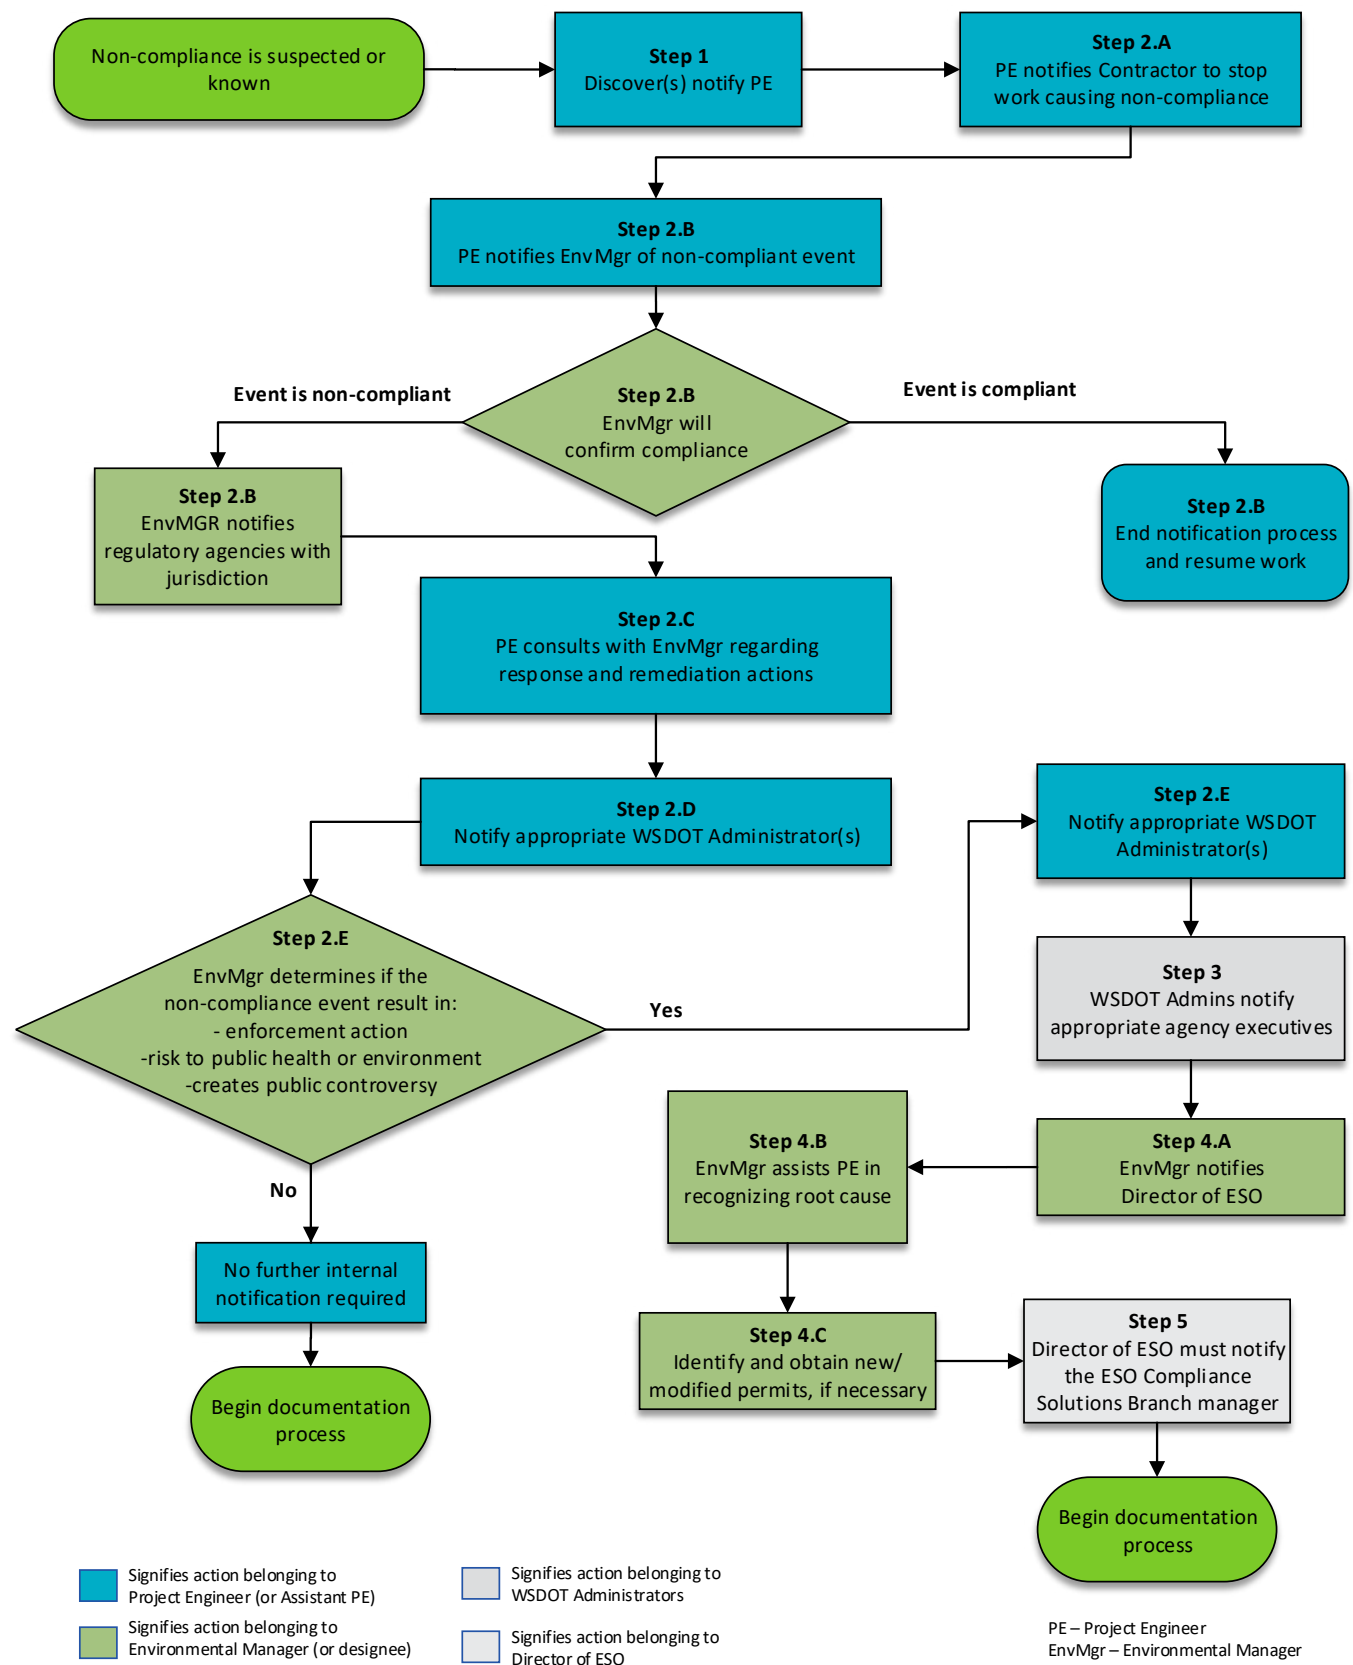 Non-compliance is suspected or
known
Step 1
Discover(s) notify PE
Step 2.A
PE notifies Contractor to stop
work causing non-compliance
Step 2.B
PE notifies EnvMgr of non-compliant event
Event is non-compliant
Step 2.B
EnvMgr will
confirm compliance
Event is compliant
Step 2.B
EnvMGR notifies
regulatory agencies with
jurisdiction
Step 2.B
End notification process
and resume work
Step 2.C
PE consults with EnvMgr regarding
response and remediation actions
Step 2.D
Notify appropriate WSDOT Administrator(s)
Step 2.E
Notify appropriate WSDOT
Administrator(s)
Step 2.E
EnvMgr determines if the
non-compliance event result in:
- enforcement action
-risk to public health or environment
-creates public controversy
Yes
No
Step 3
WSDOT Admins notify
appropriate agency executives
Step 4.A
EnvMgr notifies
Director of ESO
Step 4.B
EnvMgr assists PE in
recognizing root cause
No further internal
notification required
Step 4.C
Identify and obtain new/
modified permits, if necessary
Step 5
Director of ESO must notify
the ESO Compliance
Solutions Branch manager
Begin documentation
process
Begin documentation
process
Signifies action belonging to
Project Engineer (or Assistant PE)
Signifies action belonging to
Environmental Manager (or designee)
Signifies action belonging to
WSDOT Administrators
Signifies action belonging to
Director of ESO
PE – Project Engineer
EnvMgr – Environmental Manager